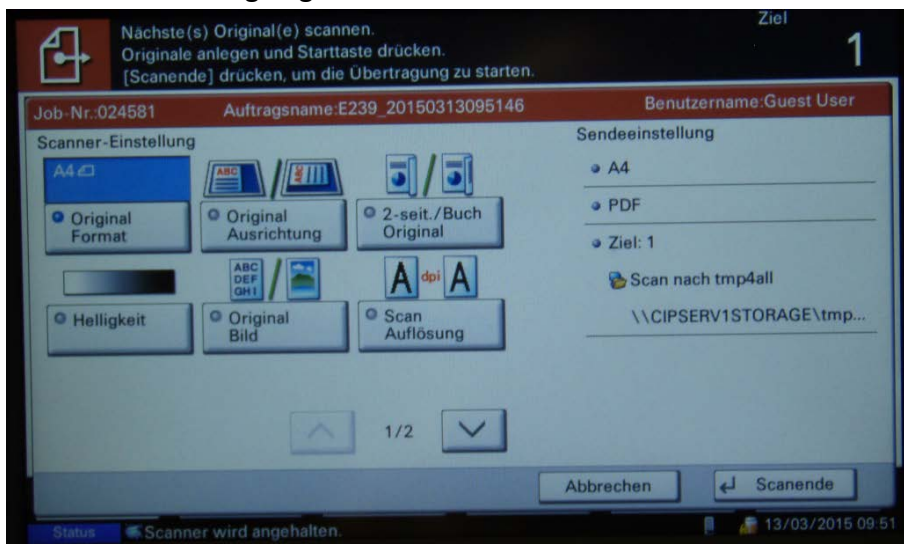 Nächste(s) Original(e) scannen.
Originale anlegen und Starttaste drücken.
[Scanende] drücken, um die Übertragung zu starten.
Ziel
1
Job-Nr.:024581
Auftragsname:E239_20150313095146
Benutzername:Guest User
Scanner-Einstellung
A4
Original
Format
ABC / ABC
Original
Ausrichtung
2-seit./Buch
Original
Helligkeit
ABC
DEF
GHI
Original
Bild
A dpi A
Scan
Auflösung
1/2
Sendeeinstellung
A4
PDF
Ziel: 1
Scan nach tmp4all
\\CIPSERV1STORAGE\tmp...
Abbrechen
Scanende
Status
Scanner wird angehalten.
13/03/2015 09:51